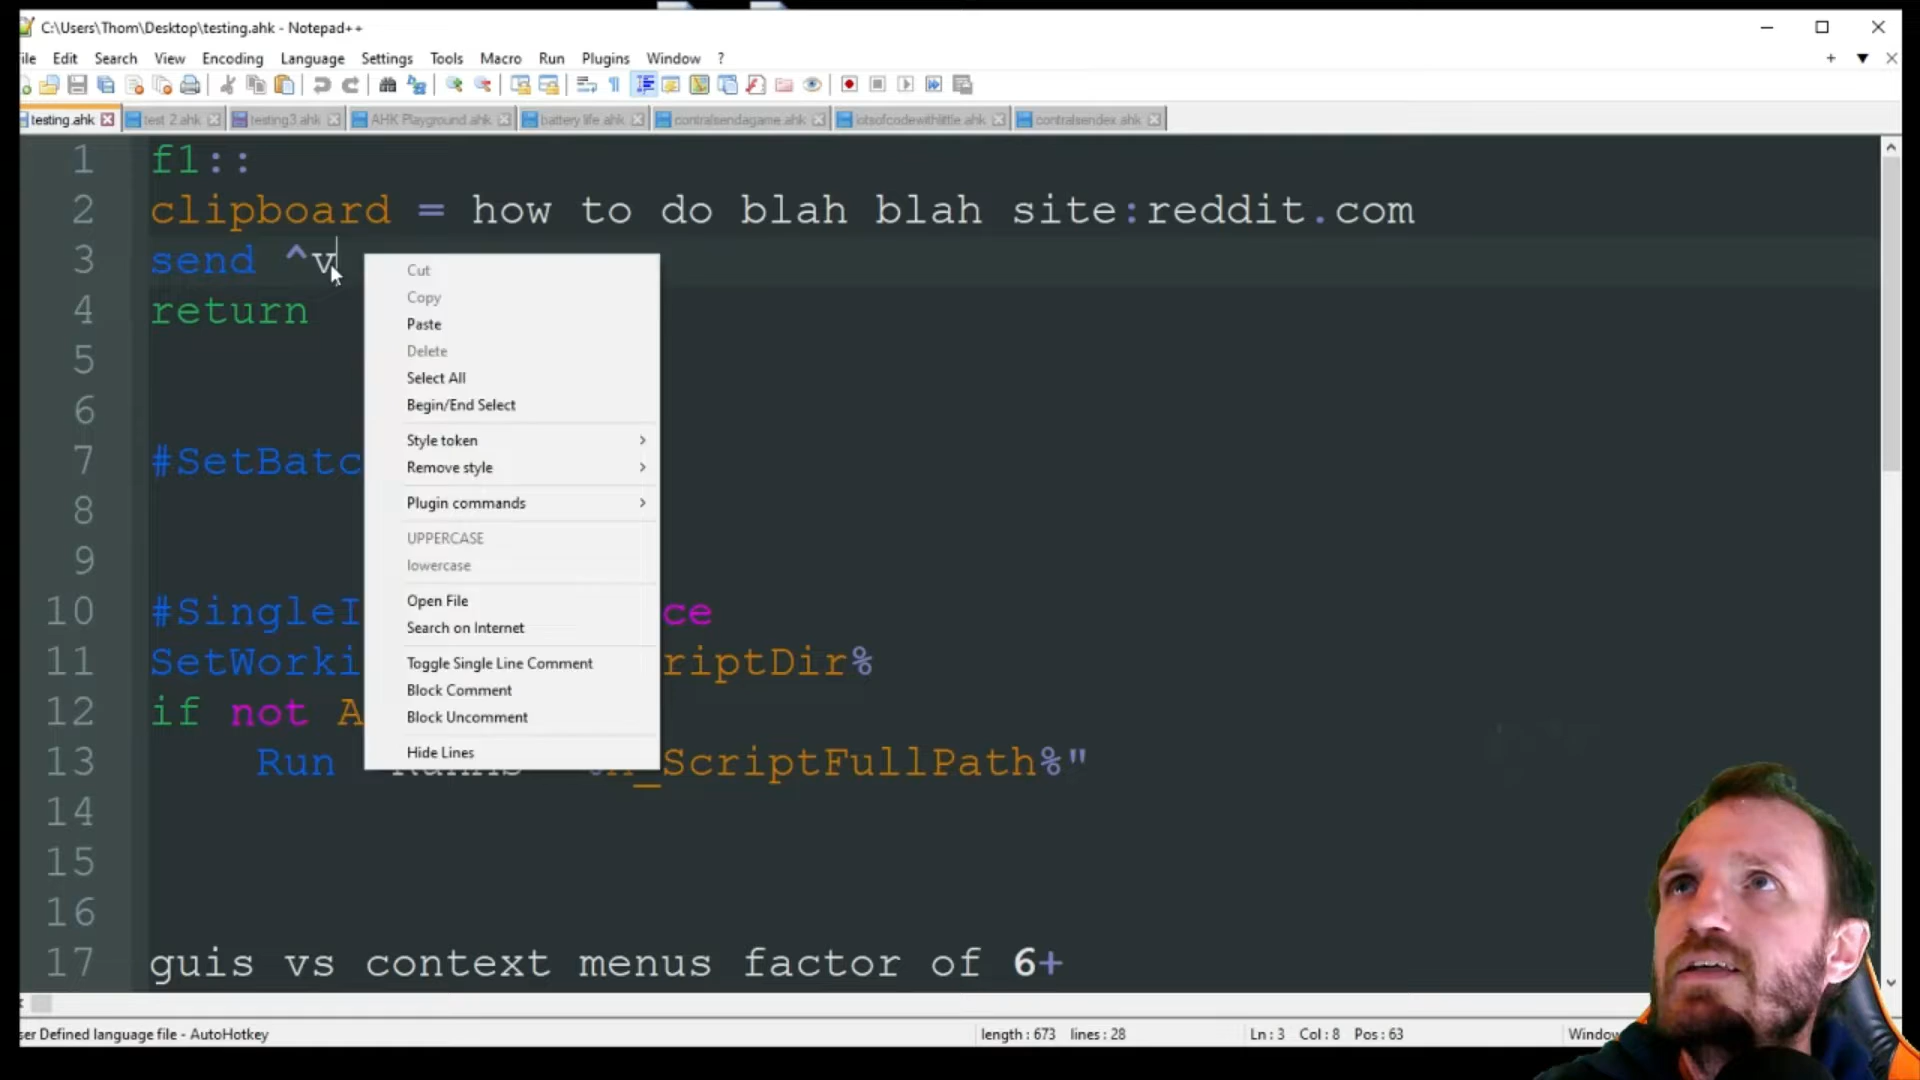 C:\Users\Thom\Desktop\testing.ahk - Notepad++
ile Edit Search View Encoding Language Settings Tools Macro Run Plugins Window ?
testing.ahk test 2.ahk testing3.ahk AHK Playground.ahk battery life.ahk contralsendagame.ahk lotsofcodewithlittle.ahk contralsendex.ahk
1 f1::
2 clipboard = how to do blah blah site:reddit.com
3 send ^v
4 return
5
6
7 #SetBatc
8
9
10 #SingleI ce
11 SetWorki riptDir%
12 if not A
13 Run ScriptFullPath%"
14
15
16
17 guis vs context menus factor of 6+
Cut
Copy
Paste
Delete
Select All
Begin/End Select
Style token
Remove style
Plugin commands
UPPERCASE
lowercase
Open File
Search on Internet
Toggle Single Line Comment
Block Comment
Block Uncomment
Hide Lines
ser Defined language file - AutoHotkey length : 673 lines : 28 Ln : 3 Col : 8 Pos : 63 Window